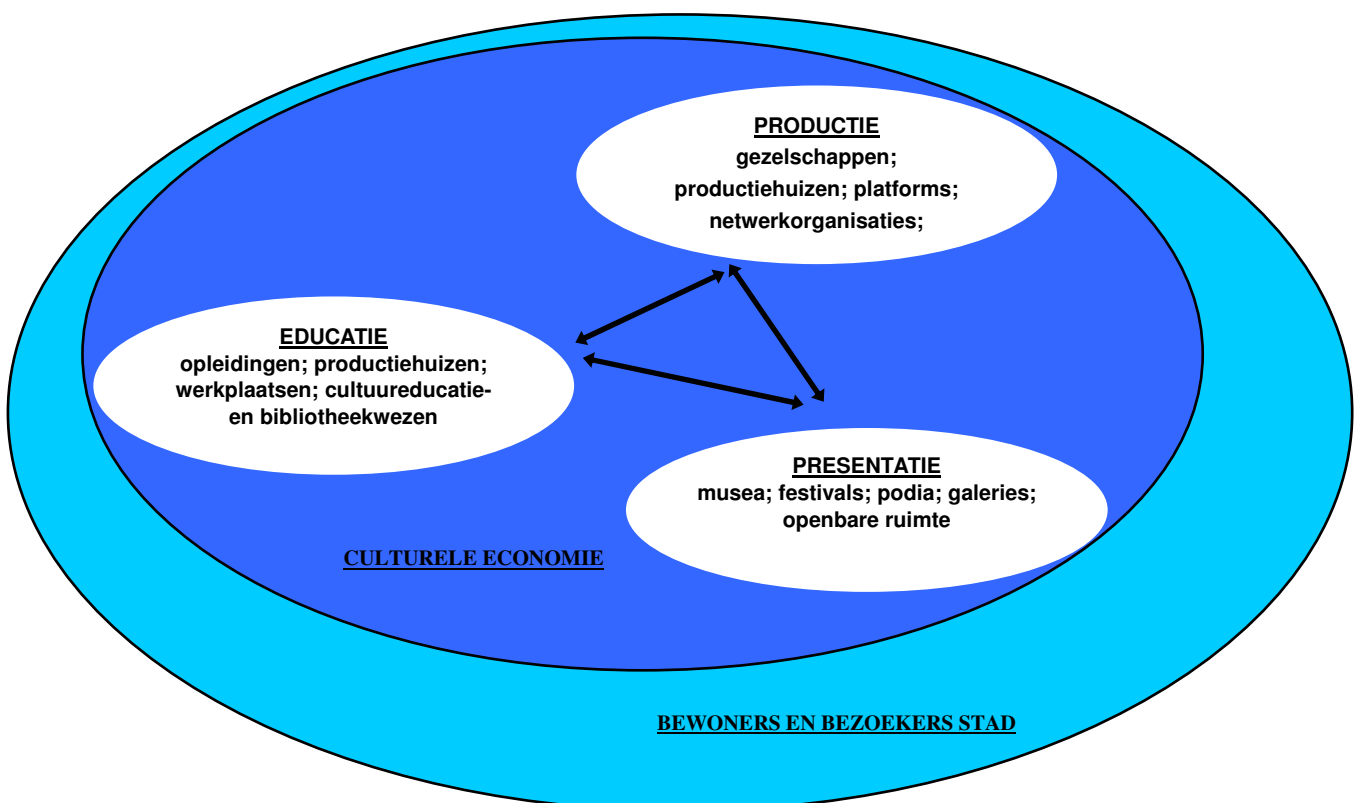 PRODUCTIE
gezelschappen;
productiehuizen; platforms;
netwerkorganisaties;
EDUCATIE
opleidingen; productiehuizen;
werkplaatsen; cultuureducatie-
en bibliotheekwezen
PRESENTATIE
musea; festivals; podia; galeries;
openbare ruimte
CULTURELE ECONOMIE
BEWONERS EN BEZOEKERS STAD